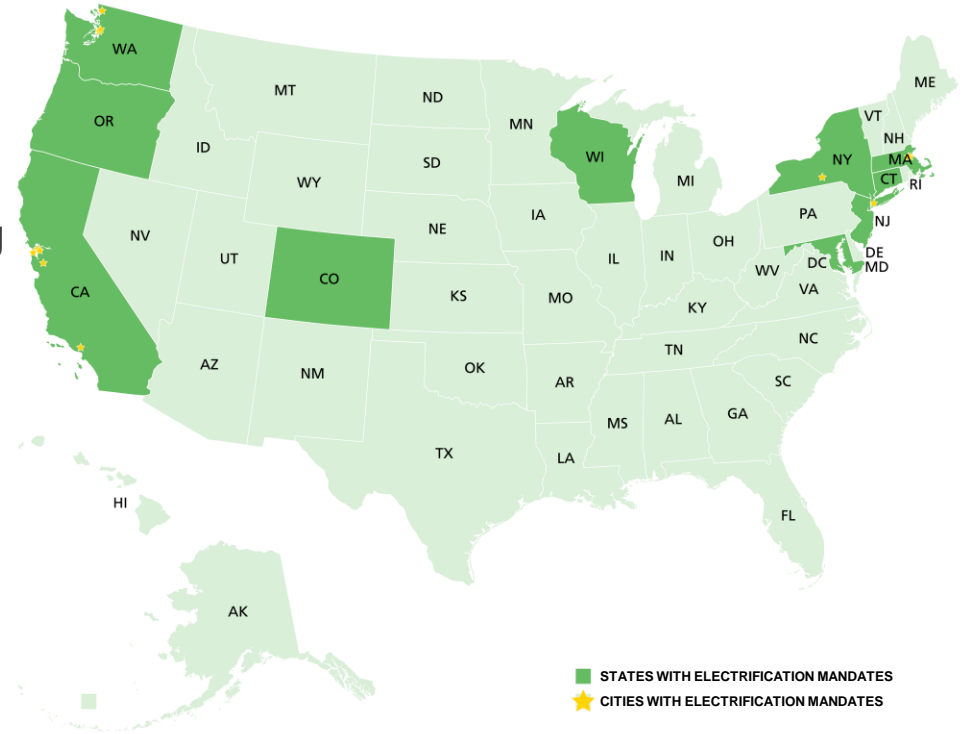 WA
MT
ND
ME
OR
MN
VT
NH
ID
SD
WI
NY
MA
WY
MI
CT
RI
IA
PA
NJ
NV
NE
OH
UT
IL
IN
DE
DC
MD
CO
WV
CA
KS
MO
VA
KY
NC
TN
AZ
NM
OK
AR
SC
GA
MS
AL
TX
LA
HI
FL
AK
STATES WITH ELECTRIFICATION MANDATES
CITIES WITH ELECTRIFICATION MANDATES